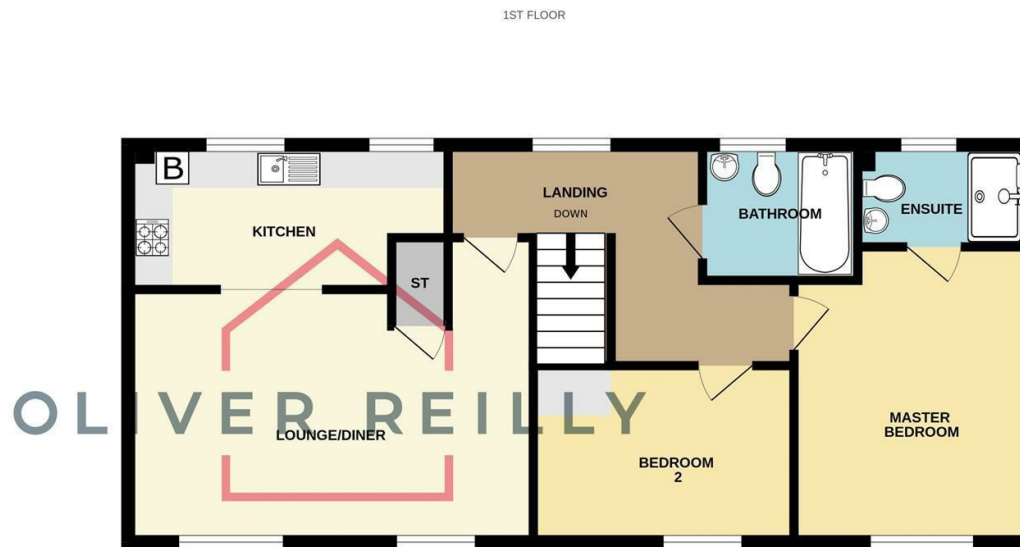 1ST FLOOR
B
LANDING
DOWN
BATHROOM
ENSUITE
KITCHEN
ST
OLIVER REILLY
LOUNGE/DINER
MASTER
BEDROOM
BEDROOM
2